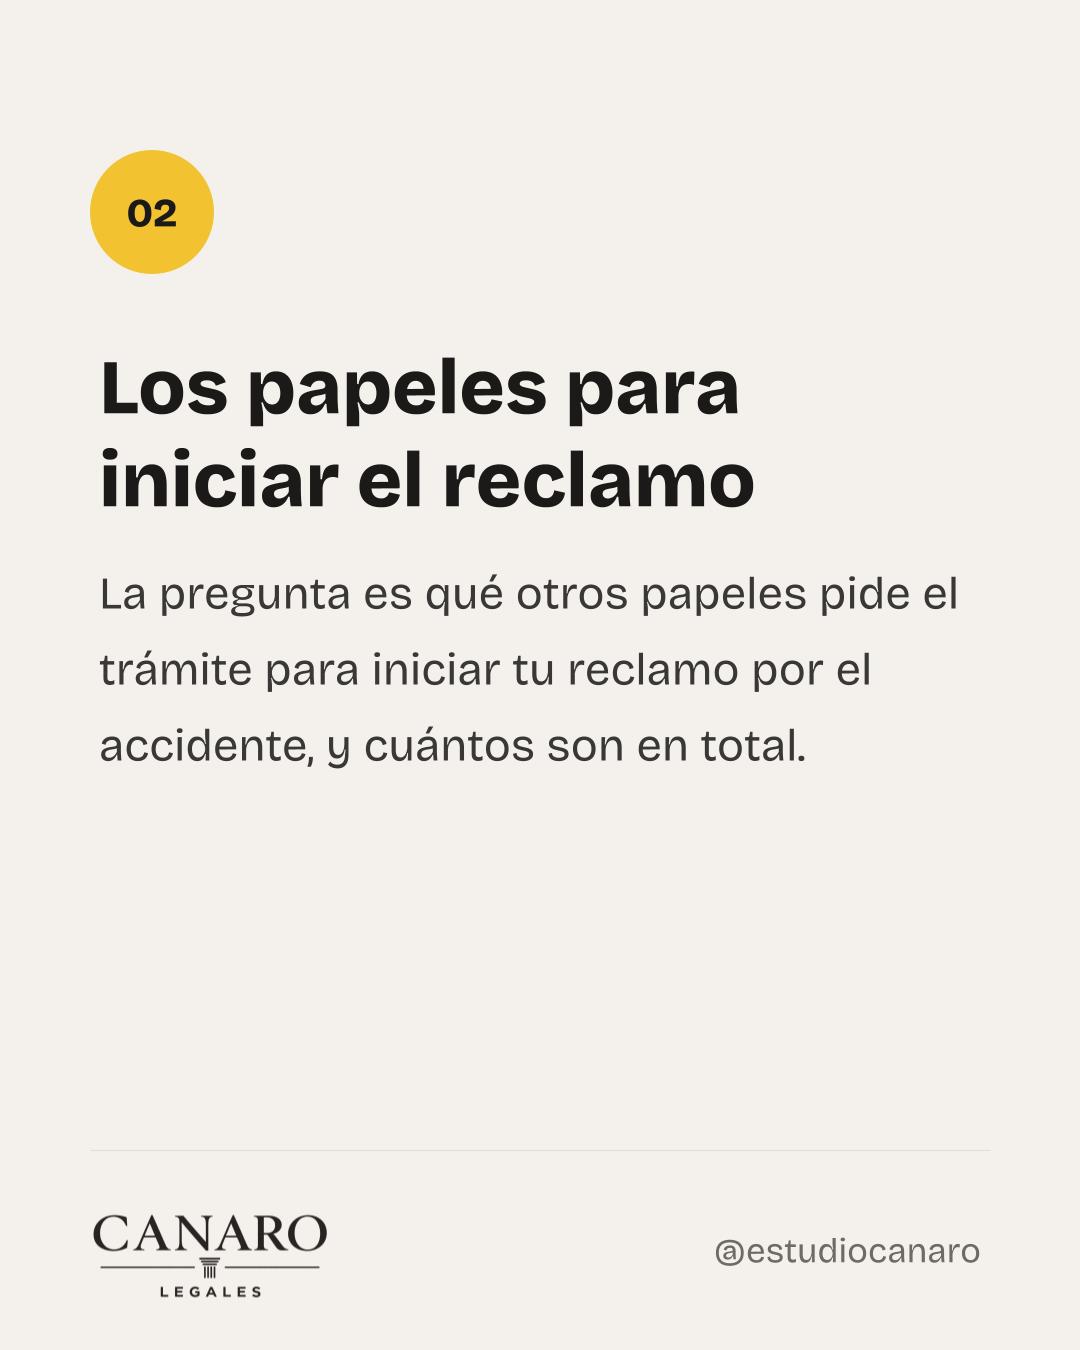 02
Los papeles para
iniciar el reclamo
La pregunta es qué otros papeles pide el
trámite para iniciar tu reclamo por el
accidente, y cuántos son en total.
CANARO
LEGALES
@estudiocanaro